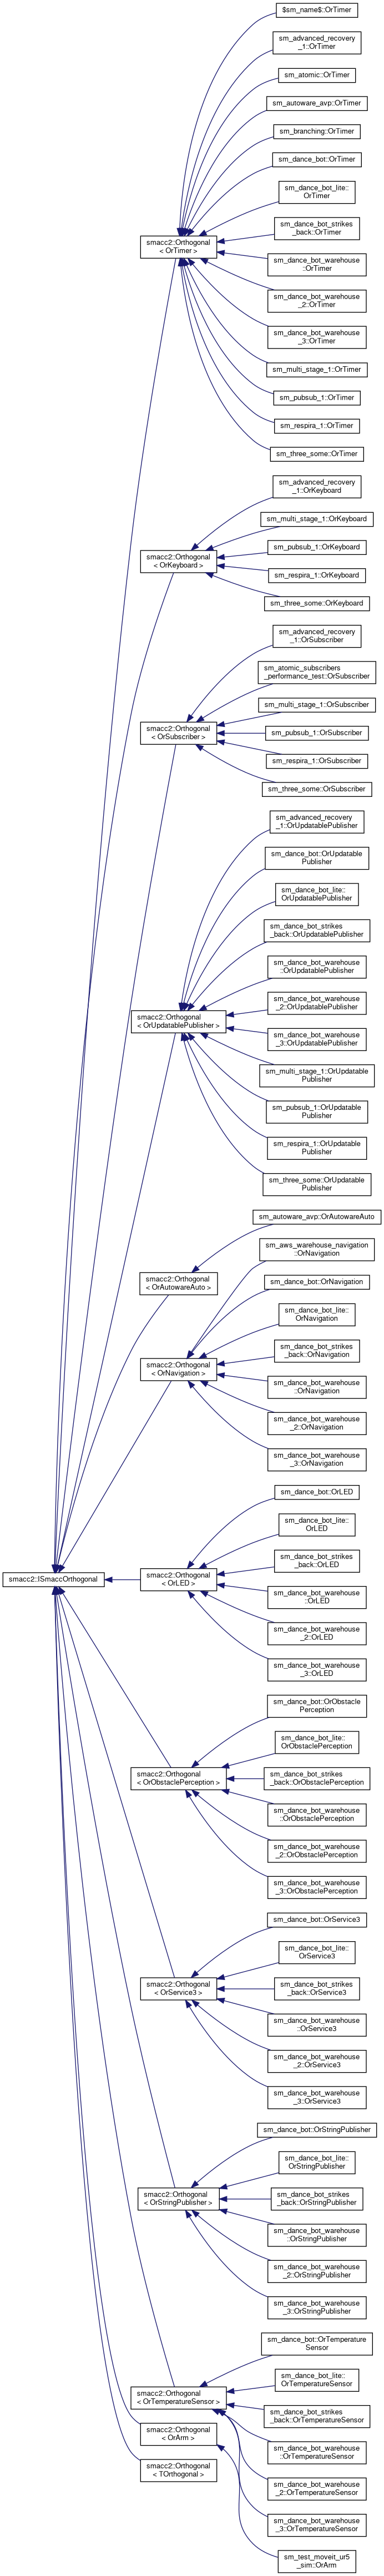 $sm_name$::OrTimer
sm_advanced_recovery
_1::OrTimer
sm_atomic::OrTimer
sm_autoware_avp::OrTimer
sm_branching::OrTimer
sm_dance_bot::OrTimer
sm_dance_bot_lite::
OrTimer
sm_dance_bot_strikes
_back::OrTimer
sm_dance_bot_warehouse
::OrTimer
sm_dance_bot_warehouse
_2::OrTimer
sm_dance_bot_warehouse
_3::OrTimer
sm_multi_stage_1::OrTimer
sm_pubsub_1::OrTimer
sm_respira_1::OrTimer
sm_three_some::OrTimer
smacc2::Orthogonal
< OrTimer >
sm_advanced_recovery
_1::OrKeyboard
sm_multi_stage_1::OrKeyboard
sm_pubsub_1::OrKeyboard
sm_respira_1::OrKeyboard
sm_three_some::OrKeyboard
smacc2::Orthogonal
< OrKeyboard >
sm_advanced_recovery
_1::OrSubscriber
sm_atomic_subscribers
_performance_test::OrSubscriber
sm_multi_stage_1::OrSubscriber
sm_pubsub_1::OrSubscriber
sm_respira_1::OrSubscriber
sm_three_some::OrSubscriber
smacc2::Orthogonal
< OrSubscriber >
sm_advanced_recovery
_1::OrUpdatablePublisher
sm_dance_bot::OrUpdatable
Publisher
sm_dance_bot_lite::
OrUpdatablePublisher
sm_dance_bot_strikes
_back::OrUpdatablePublisher
sm_dance_bot_warehouse
::OrUpdatablePublisher
sm_dance_bot_warehouse
_2::OrUpdatablePublisher
sm_dance_bot_warehouse
_3::OrUpdatablePublisher
sm_multi_stage_1::OrUpdatable
Publisher
sm_pubsub_1::OrUpdatable
Publisher
sm_respira_1::OrUpdatable
Publisher
sm_three_some::OrUpdatable
Publisher
smacc2::Orthogonal
< OrUpdatablePublisher >
sm_autoware_avp::OrAutowareAuto
smacc2::Orthogonal
< OrAutowareAuto >
sm_aws_warehouse_navigation
::OrNavigation
sm_dance_bot::OrNavigation
sm_dance_bot_lite::
OrNavigation
sm_dance_bot_strikes
_back::OrNavigation
sm_dance_bot_warehouse
::OrNavigation
sm_dance_bot_warehouse
_2::OrNavigation
sm_dance_bot_warehouse
_3::OrNavigation
smacc2::Orthogonal
< OrNavigation >
sm_dance_bot::OrLED
sm_dance_bot_lite::
OrLED
sm_dance_bot_strikes
_back::OrLED
sm_dance_bot_warehouse
::OrLED
sm_dance_bot_warehouse
_2::OrLED
sm_dance_bot_warehouse
_3::OrLED
smacc2::Orthogonal
< OrLED >
smacc2::ISmaccOrthogonal
sm_dance_bot::OrObstacle
Perception
sm_dance_bot_lite::
OrObstaclePerception
sm_dance_bot_strikes
_back::OrObstaclePerception
sm_dance_bot_warehouse
::OrObstaclePerception
sm_dance_bot_warehouse
_2::OrObstaclePerception
sm_dance_bot_warehouse
_3::OrObstaclePerception
smacc2::Orthogonal
< OrObstaclePerception >
sm_dance_bot::OrService3
sm_dance_bot_lite::
OrService3
sm_dance_bot_strikes
_back::OrService3
sm_dance_bot_warehouse
::OrService3
sm_dance_bot_warehouse
_2::OrService3
sm_dance_bot_warehouse
_3::OrService3
smacc2::Orthogonal
< OrService3 >
sm_dance_bot::OrStringPublisher
sm_dance_bot_lite::
OrStringPublisher
sm_dance_bot_strikes
_back::OrStringPublisher
sm_dance_bot_warehouse
::OrStringPublisher
sm_dance_bot_warehouse
_2::OrStringPublisher
sm_dance_bot_warehouse
_3::OrStringPublisher
smacc2::Orthogonal
< OrStringPublisher >
sm_dance_bot::OrTemperature
Sensor
sm_dance_bot_lite::
OrTemperatureSensor
sm_dance_bot_strikes
_back::OrTemperatureSensor
sm_dance_bot_warehouse
::OrTemperatureSensor
sm_dance_bot_warehouse
_2::OrTemperatureSensor
sm_dance_bot_warehouse
_3::OrTemperatureSensor
smacc2::Orthogonal
< OrTemperatureSensor >
smacc2::Orthogonal
< OrArm >
smacc2::Orthogonal
< TOrthogonal >
sm_test_moveit_ur5
_sim::OrArm